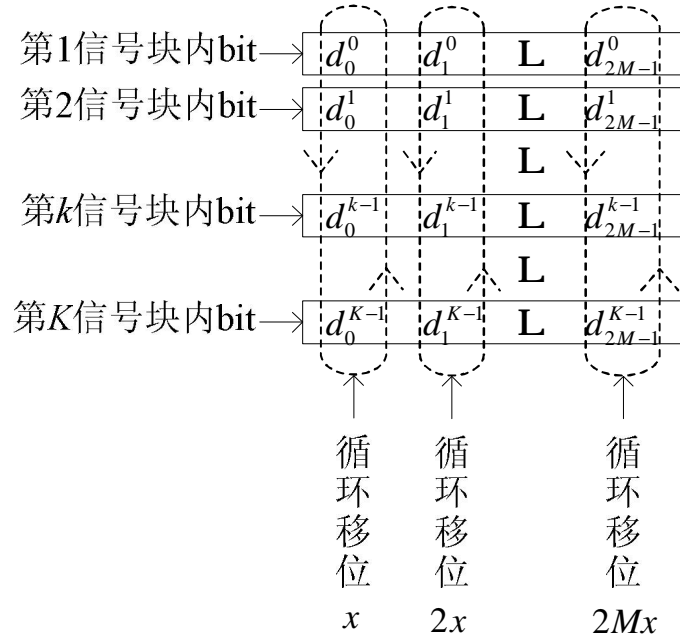 第1信号块内bit d_0^0 d_1^0 L d_{2M-1}^0
第2信号块内bit d_0^1 d_1^1 L d_{2M-1}^1
L
第k信号块内bit d_0^{k-1} d_1^{k-1} L d_{2M-1}^{k-1}
L
第K信号块内bit d_0^{K-1} d_1^{K-1} L d_{2M-1}^{K-1}
循环移位 x
循环移位 2x
循环移位 2Mx